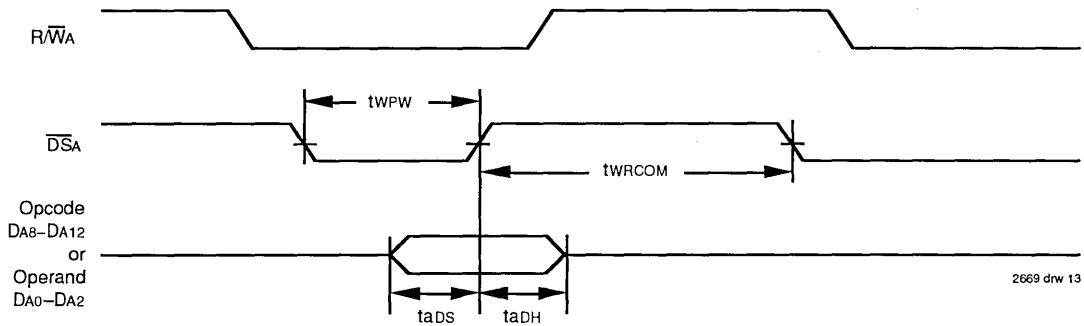 R/W̅A
tWPW
D̅S̅A
tWRCOM
Opcode
DA8–DA12
or
Operand
DA0–DA2
2669 drw 13
taDS
taDH